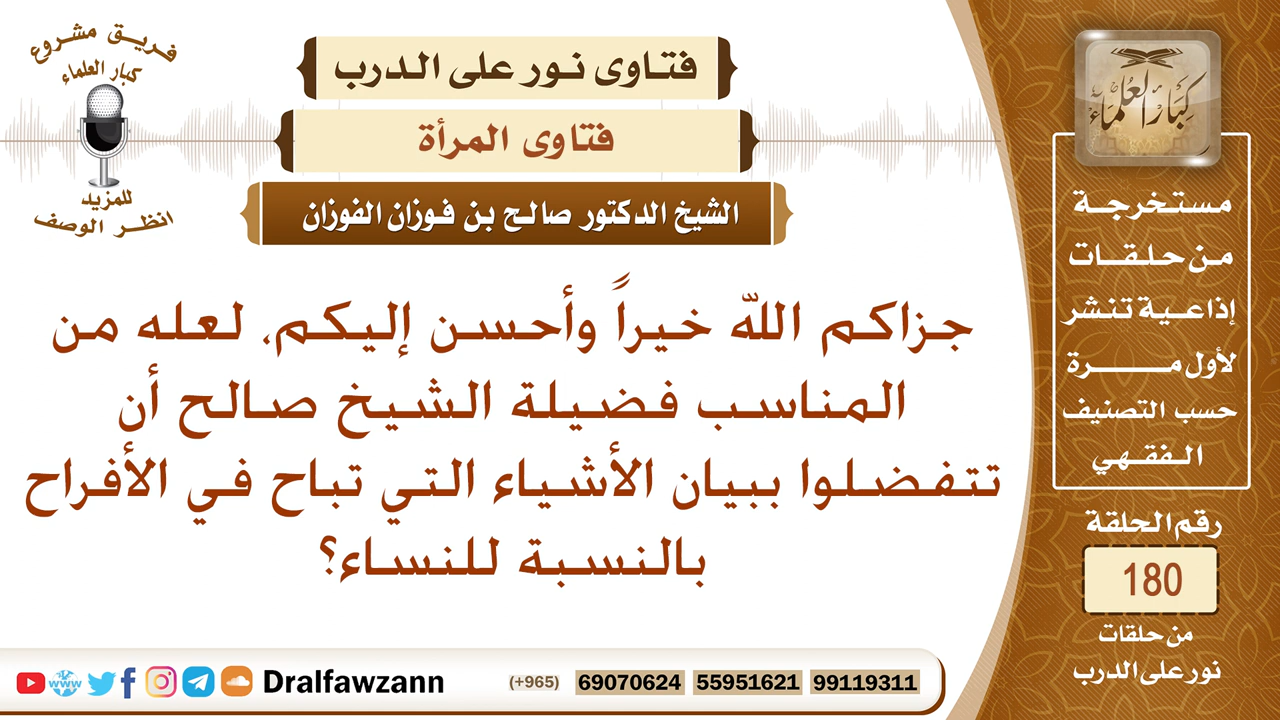 فريق مشروع
كبار العلماء
للمزيد
انظر الوصف
فتاوى نور على الدرب
فتاوى المرأة
الشيخ الدكتور صالح بن فوزان الفوزان
جزاكم الله خيراً وأحسن إليكم، لعله من
المناسب فضيلة الشيخ صالح أن
تتفضلوا ببيان الأشياء التي تباح في الأفراح
بالنسبة للنساء؟
كبار العلماء
مستخرجة
من حلقات
إذاعية تنشر
لأول مرة
حسب التصنيف
الفقهي
رقم الحلقة
180
من حلقات
نور على الدرب
www
Dralfawzann
(+965) 69070624 55951621 99119311